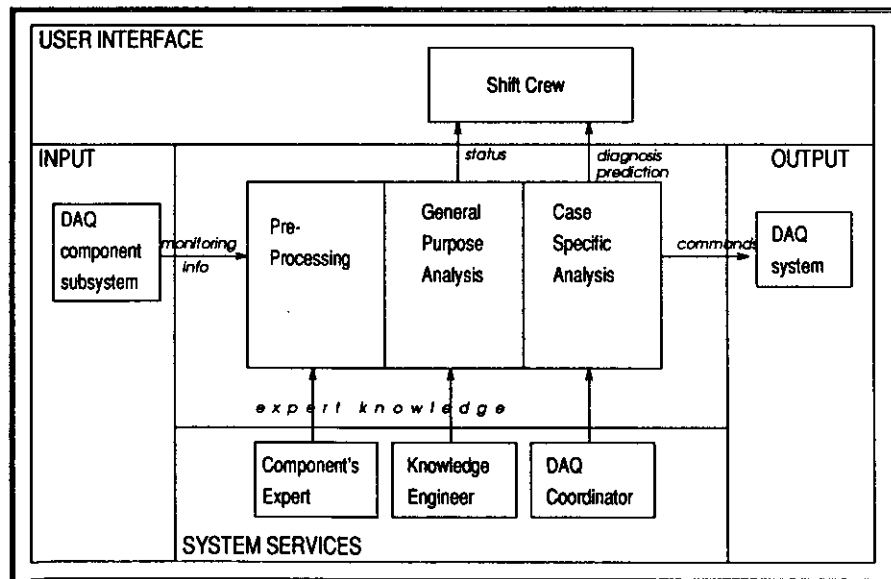 USER INTERFACE
Shift Crew
INPUT
status
diagnosis
prediction
OUTPUT
DAQ
component
subsystem
monitoring
info
Pre-
Processing
General
Purpose
Analysis
Case
Specific
Analysis
commands
DAQ
system
expert knowledge
Component's
Expert
Knowledge
Engineer
DAQ
Coordinator
SYSTEM SERVICES